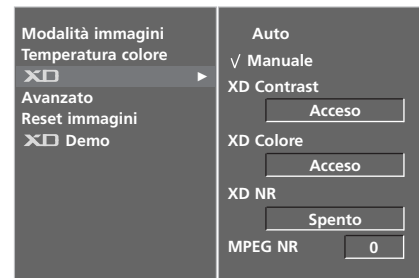 Modalità immagini
Temperatura colore
XD
Avanzato
Reset immagini
XD Demo
Auto
√ Manuale
XD Contrast
Acceso
XD Colore
Acceso
XD NR
Spento
MPEG NR 0